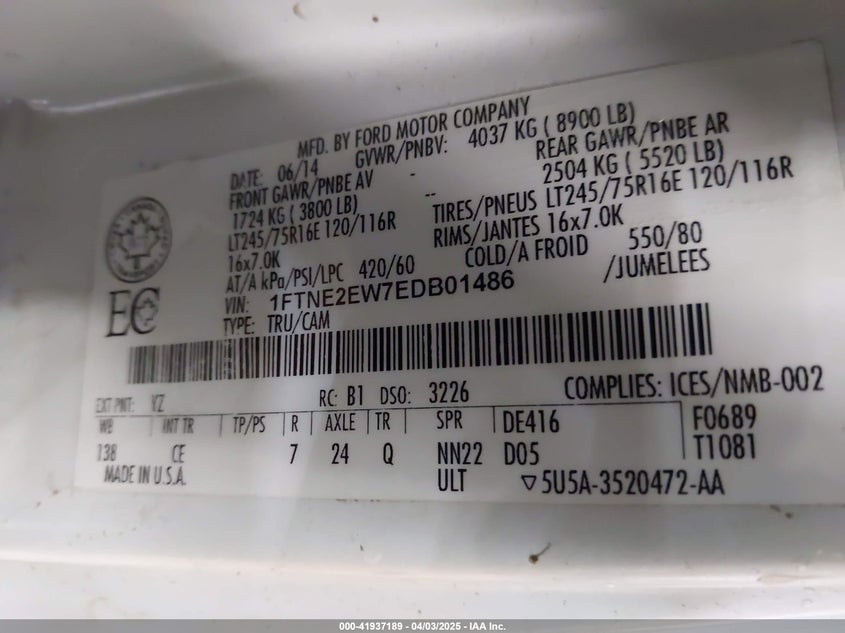 MFD. BY FORD MOTOR COMPANY
DATE: 06/14 GVWR/PNBV: 4037 KG ( 8900 LB)
FRONT GAWR/PNBE AV - REAR GAWR/PNBE AR
1724 KG ( 3800 LB) -- 2504 KG ( 5520 LB)
LT245/75R16E 120/116R TIRES/PNEUS LT245/75R16E 120/116R
16x7.0K RIMS/JANTES 16x7.0K
AT/A kPa/PSI/LPC 420/60 COLD/A FROID 550/80
VIN: 1FTNE2EW7EDB01486 /JUMELEES
TYPE: TRU/CAM
EC
EXT PNT: YZ RC: B1 DSO: 3226 COMPLIES: ICES/NMB-002
WB INT TR TP/PS R AXLE TR SPR DE416 F0689
138 CE 7 24 Q NN22 D05 T1081
MADE IN U.S.A. ULT ▽5U5A-3520472-AA
000-41937189 - 04/03/2025 - IAA Inc.